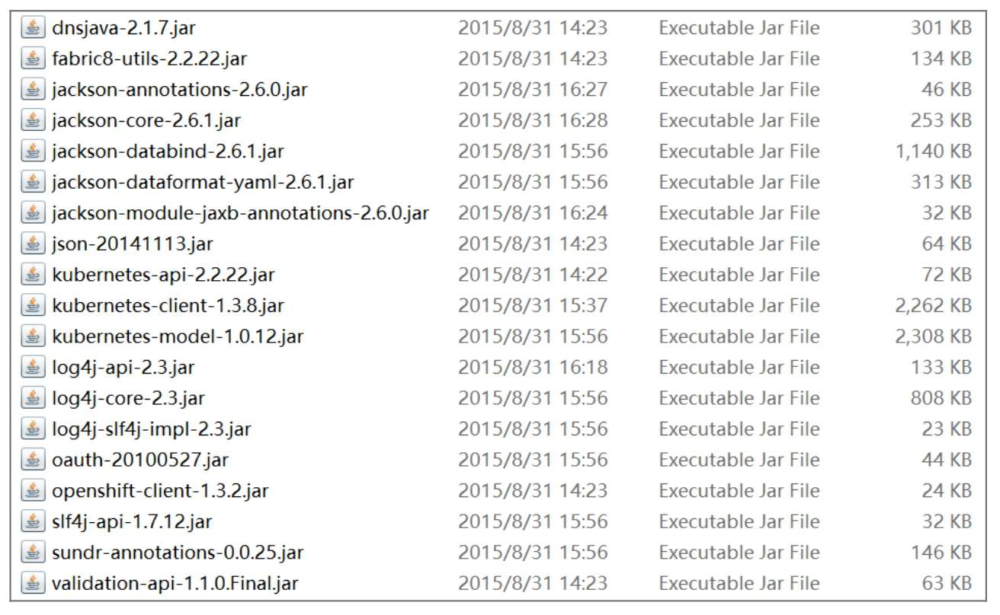 dnsjava-2.1.7.jar 2015/8/31 14:23 Executable Jar File 301 KB
fabric8-utils-2.2.22.jar 2015/8/31 14:23 Executable Jar File 134 KB
jackson-annotations-2.6.0.jar 2015/8/31 16:27 Executable Jar File 46 KB
jackson-core-2.6.1.jar 2015/8/31 16:28 Executable Jar File 253 KB
jackson-databind-2.6.1.jar 2015/8/31 15:56 Executable Jar File 1,140 KB
jackson-dataformat-yaml-2.6.1.jar 2015/8/31 15:56 Executable Jar File 313 KB
jackson-module-jaxb-annotations-2.6.0.jar 2015/8/31 16:24 Executable Jar File 32 KB
json-20141113.jar 2015/8/31 14:23 Executable Jar File 64 KB
kubernetes-api-2.2.22.jar 2015/8/31 14:22 Executable Jar File 72 KB
kubernetes-client-1.3.8.jar 2015/8/31 15:37 Executable Jar File 2,262 KB
kubernetes-model-1.0.12.jar 2015/8/31 15:56 Executable Jar File 2,308 KB
log4j-api-2.3.jar 2015/8/31 16:18 Executable Jar File 133 KB
log4j-core-2.3.jar 2015/8/31 15:56 Executable Jar File 808 KB
log4j-slf4j-impl-2.3.jar 2015/8/31 15:56 Executable Jar File 23 KB
oauth-20100527.jar 2015/8/31 15:56 Executable Jar File 44 KB
openshift-client-1.3.2.jar 2015/8/31 14:23 Executable Jar File 24 KB
slf4j-api-1.7.12.jar 2015/8/31 15:56 Executable Jar File 32 KB
sundr-annotations-0.0.25.jar 2015/8/31 15:56 Executable Jar File 146 KB
validation-api-1.1.0.Final.jar 2015/8/31 14:23 Executable Jar File 63 KB